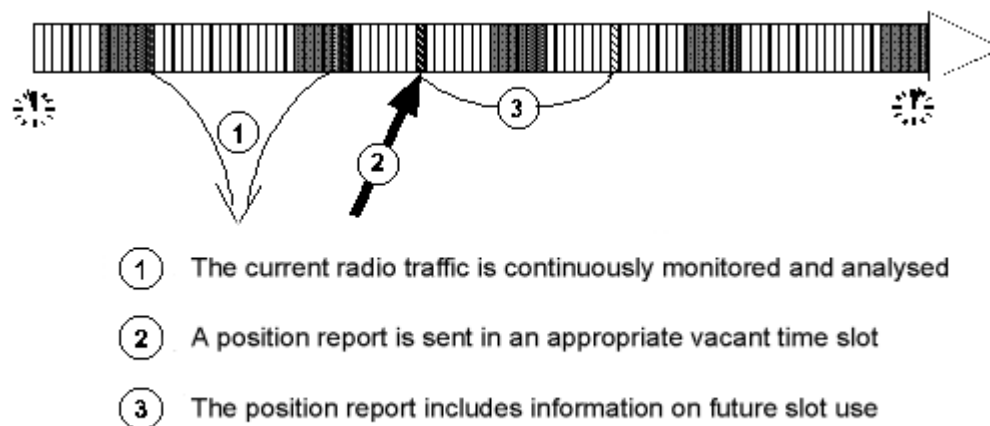 1
2
3
1 The current radio traffic is continuously monitored and analysed
2 A position report is sent in an appropriate vacant time slot
3 The position report includes information on future slot use